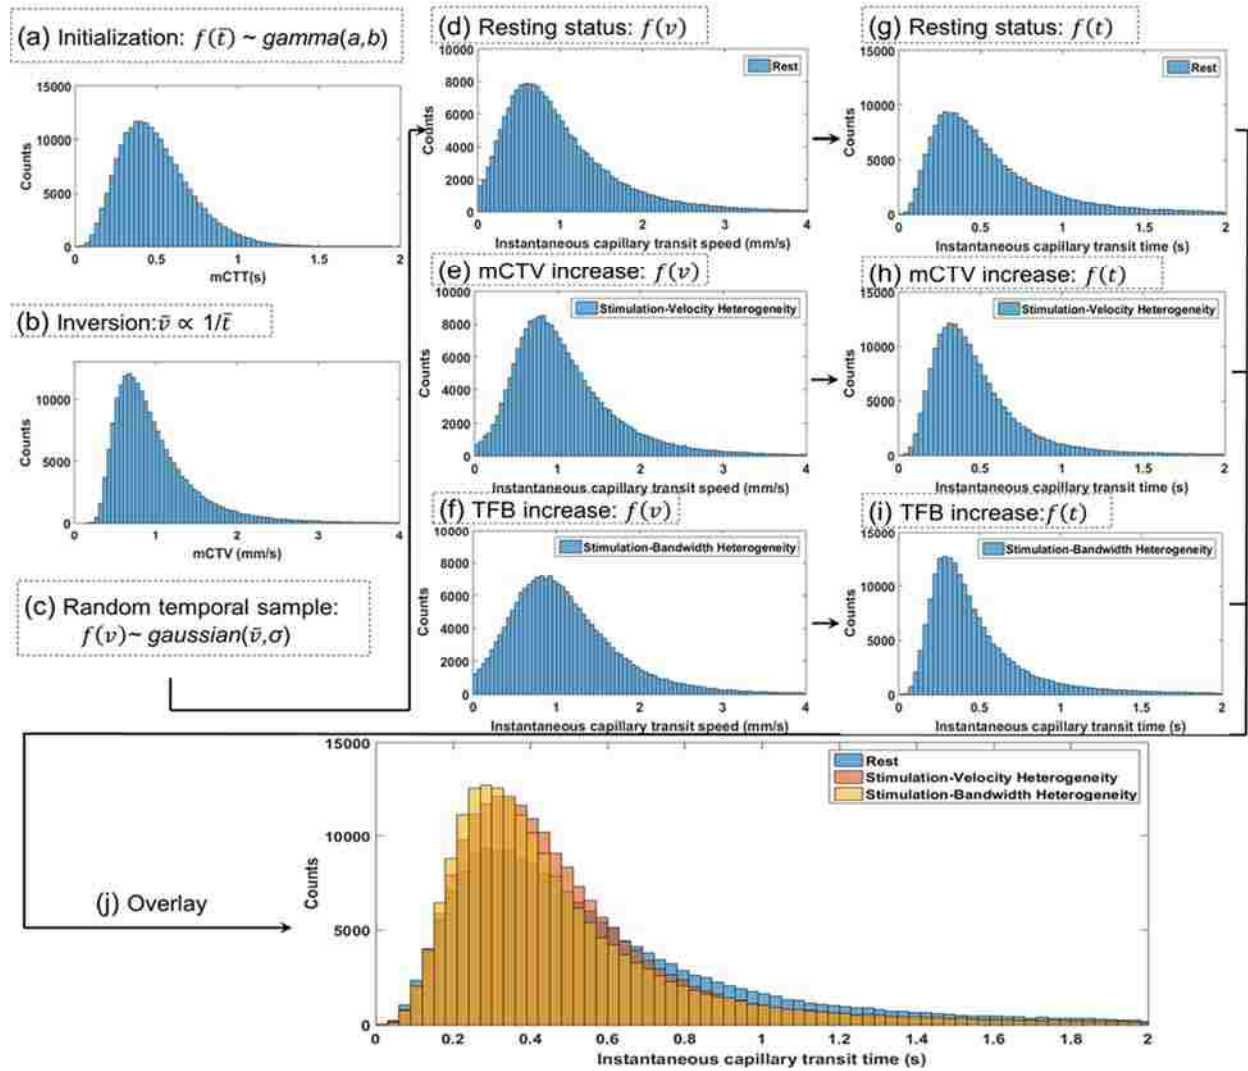 (a) Initialization: f(t̄) ~ gamma(a,b)
15000
10000
5000
0
Counts
0
0.5
1
1.5
2
mCTT(s)
(b) Inversion:v̄ ∝ 1/t̄
10000
5000
0
Counts
0
1
2
3
4
mCTV (mm/s)
(c) Random temporal sample:
f(v)~ gaussian(v̄,σ)
(d) Resting status: f(v)
10000
8000
6000
4000
2000
0
Counts
Rest
0
1
2
3
4
Instantaneous capillary transit speed (mm/s)
(e) mCTV increase: f(v)
10000
8000
6000
4000
2000
0
Counts
Stimulation-Velocity Heterogeneity
0
1
2
3
4
Instantaneous capillary transit speed (mm/s)
(f) TFB increase: f(v)
10000
8000
6000
4000
2000
0
Counts
Stimulation-Bandwidth Heterogeneity
0
1
2
3
4
Instantaneous capillary transit speed (mm/s)
(g) Resting status: f(t)
15000
10000
5000
0
Counts
Rest
0
0.5
1
1.5
2
Instantaneous capillary transit time (s)
(h) mCTV increase: f(t)
15000
10000
5000
0
Counts
Stimulation-Velocity Heterogeneity
0
0.5
1
1.5
2
Instantaneous capillary transit time (s)
(i) TFB increase:f(t)
15000
10000
5000
0
Counts
Stimulation-Bandwidth Heterogeneity
0
0.5
1
1.5
2
Instantaneous capillary transit time (s)
(j) Overlay
15000
10000
5000
0
Counts
Rest
Stimulation-Velocity Heterogeneity
Stimulation-Bandwidth Heterogeneity
0
0.2
0.4
0.6
0.8
1
1.2
1.4
1.6
1.8
2
Instantaneous capillary transit time (s)